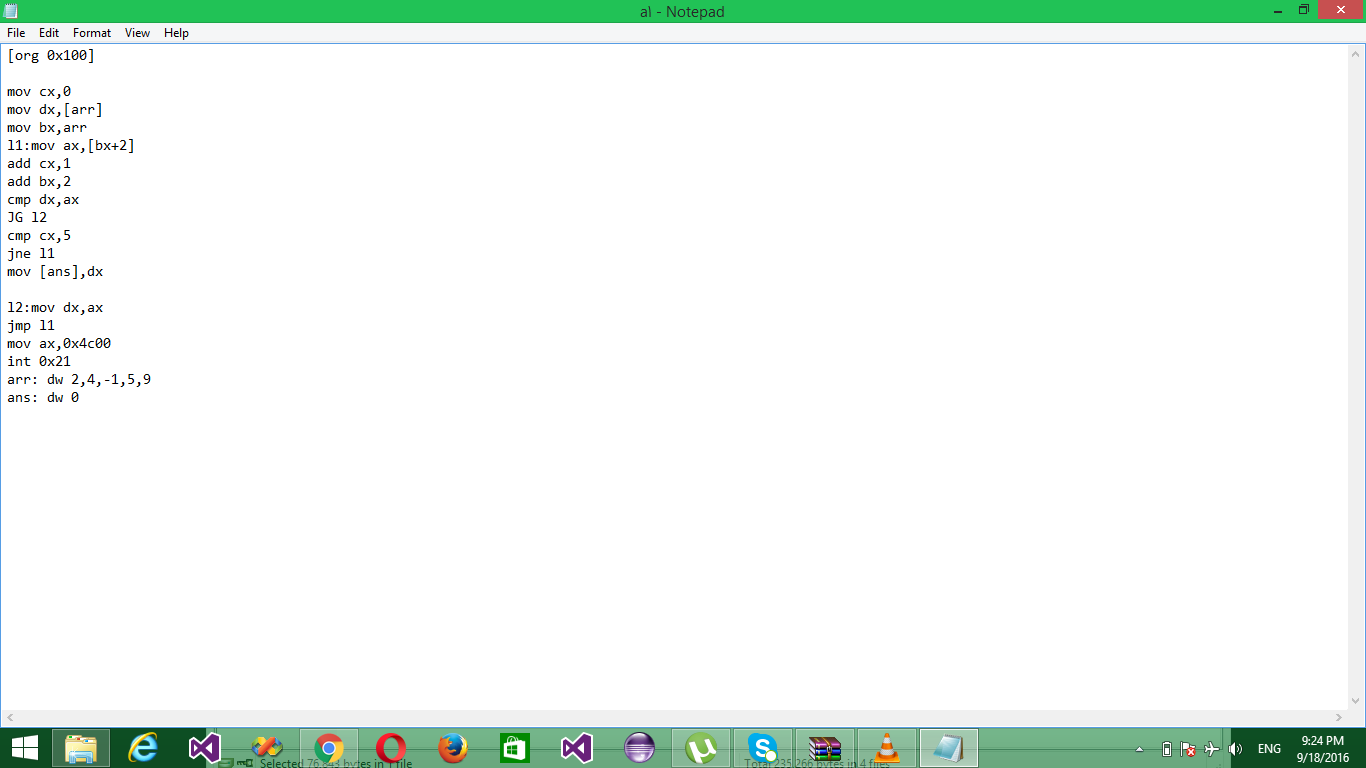 al - Notepad
File Edit Format View Help
[org 0x100]
mov cx,0
mov dx,[arr]
mov bx,arr
l1:mov ax,[bx+2]
add cx,1
add bx,2
cmp dx,ax
JG l2
cmp cx,5
jne l1
mov [ans],dx
l2:mov dx,ax
jmp l1
mov ax,0x4c00
int 0x21
arr: dw 2,4,-1,5,9
ans: dw 0
ENG
9:24 PM
9/18/2016
Selected 76,843 bytes in 1 file
Total 235,266 bytes in 4 files